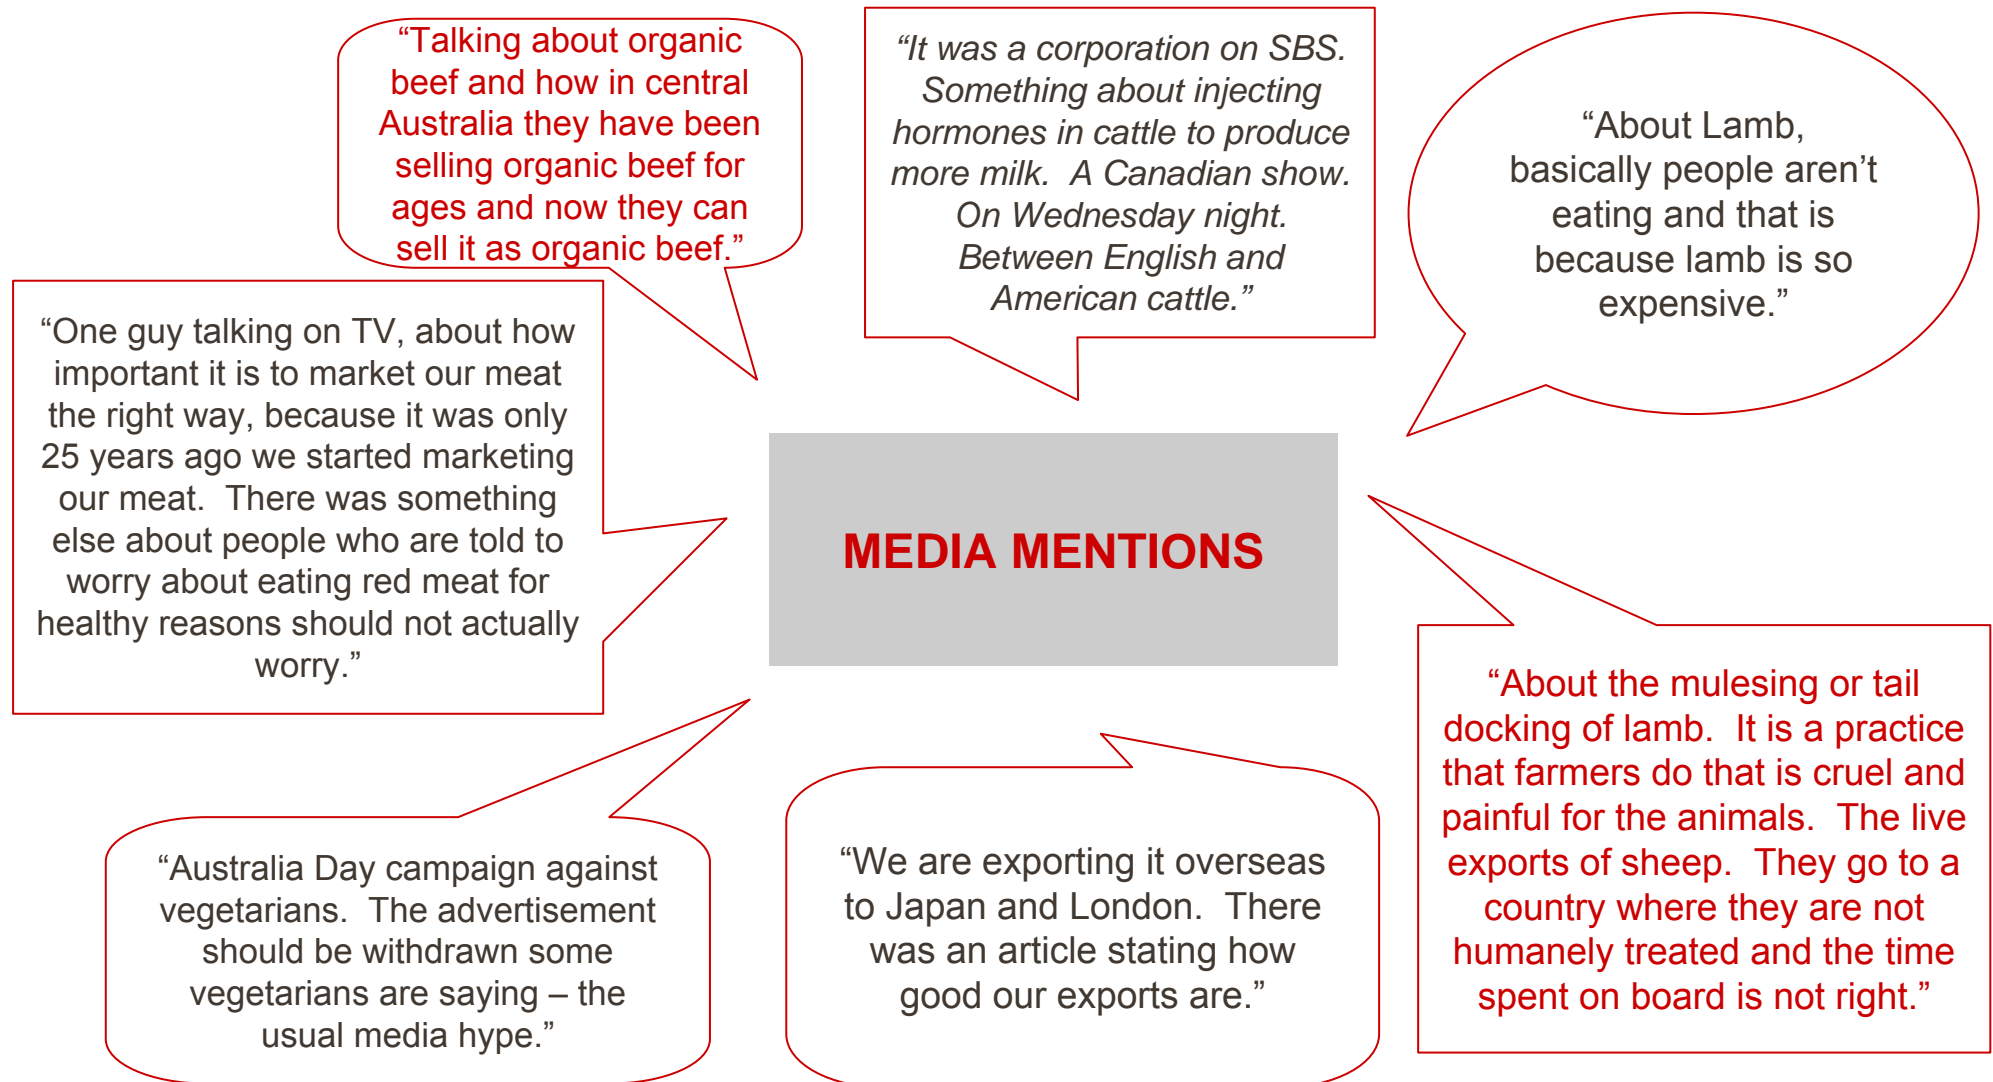 “Talking about organic
beef and how in central
Australia they have been
selling organic beef for
ages and now they can
sell it as organic beef.”
“It was a corporation on SBS.
Something about injecting
hormones in cattle to produce
more milk.  A Canadian show.
On Wednesday night.
Between English and
American cattle.”
“About Lamb,
basically people aren’t
eating and that is
because lamb is so
expensive.”
“One guy talking on TV, about how
important it is to market our meat
the right way, because it was only
25 years ago we started marketing
our meat.  There was something
else about people who are told to
worry about eating red meat for
healthy reasons should not actually
worry.”
MEDIA MENTIONS
“About the mulesing or tail
docking of lamb.  It is a practice
that farmers do that is cruel and
painful for the animals.  The live
exports of sheep.  They go to a
country where they are not
humanely treated and the time
spent on board is not right.”
“Australia Day campaign against
vegetarians.  The advertisement
should be withdrawn some
vegetarians are saying – the
usual media hype.”
“We are exporting it overseas
to Japan and London.  There
was an article stating how
good our exports are.”